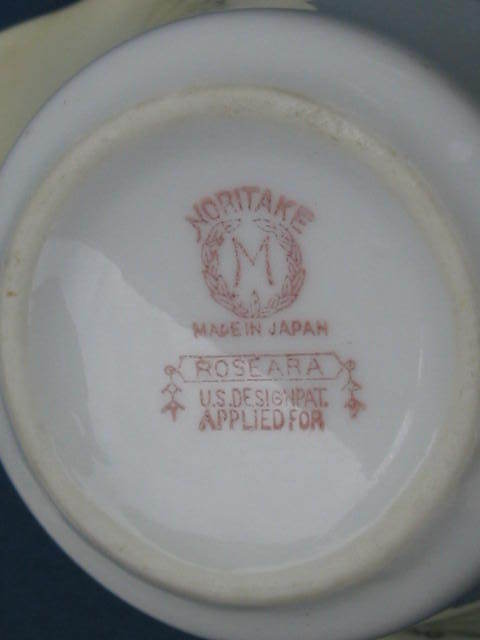 NORITAKE
M
MADE IN JAPAN
ROSEARA
U.S. DESIGN PAT.
APPLIED FOR